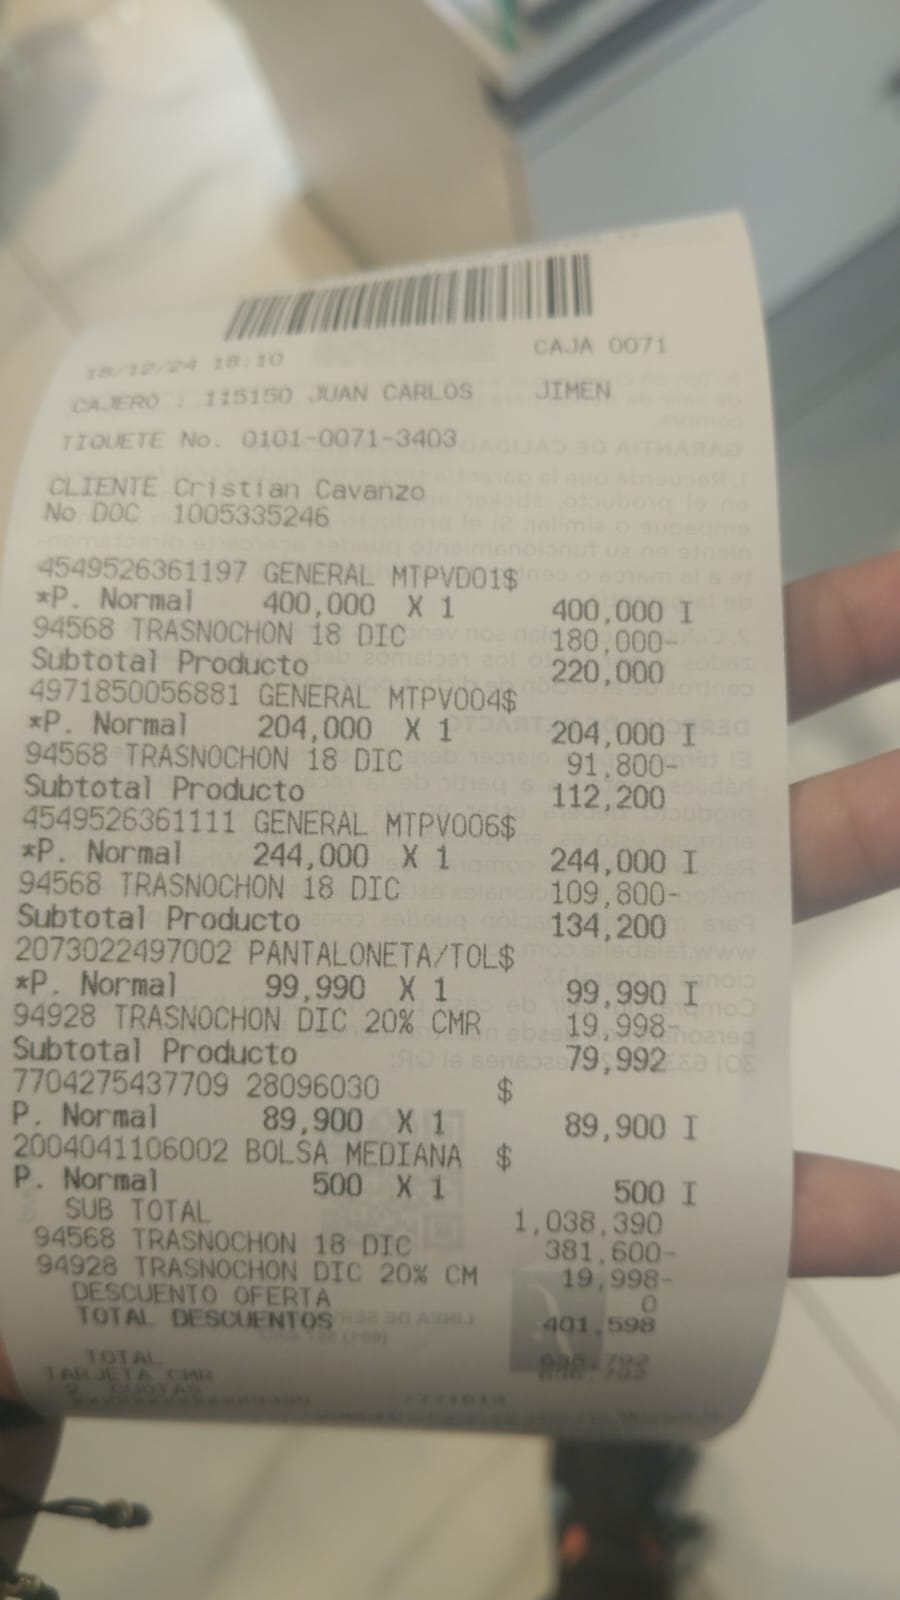 18/12/24 18:10 CAJA 0071
CAJERO : 115150 JUAN CARLOS JIMEN
TIQUETE No. 0101-0071-3403
CLIENTE Cristian Cavanzo
No DOC 1005335246
4549526361197 GENERAL MTPVD01$
*P. Normal 400,000 X 1 400,000 I
94568 TRASNOCHON 18 DIC 180,000-
Subtotal Producto 220,000
4971850056881 GENERAL MTPV004$
*P. Normal 204,000 X 1 204,000 I
94568 TRASNOCHON 18 DIC 91,800-
Subtotal Producto 112,200
4549526361111 GENERAL MTPV006$
*P. Normal 244,000 X 1 244,000 I
94568 TRASNOCHON 18 DIC 109,800-
Subtotal Producto 134,200
2073022497002 PANTALONETA/TOL$
*P. Normal 99,990 X 1 99,990 I
94928 TRASNOCHON DIC 20% CMR 19,998-
Subtotal Producto 79,992
7704275437709 28096030 $
P. Normal 89,900 X 1 89,900 I
2004041106002 BOLSA MEDIANA $
P. Normal 500 X 1 500 I
SUB TOTAL 1,038,390
94568 TRASNOCHON 18 DIC 381,600-
94928 TRASNOCHON DIC 20% CM 19,998-
DESCUENTO OFERTA 0
TOTAL DESCUENTOS 401,598
TOTAL 636,792
TARJETA CMR 636,792
2 CUOTAS